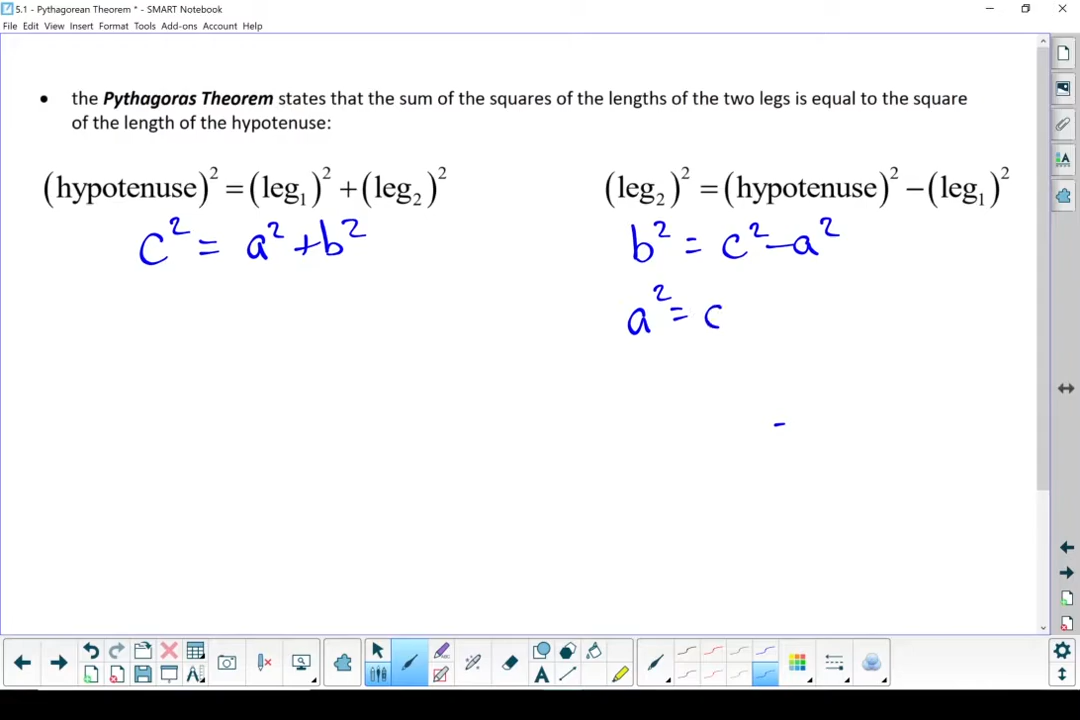 5.1 - Pythagorean Theorem * - SMART Notebook
File Edit View Insert Format Tools Add-ons Account Help
• the Pythagoras Theorem states that the sum of the squares of the lengths of the two legs is equal to the square
of the length of the hypotenuse:
(hypotenuse)² = (leg₁)² + (leg₂)²
c² = a² + b²
(leg₂)² = (hypotenuse)² − (leg₁)²
b² = c² − a²
a² = c
-